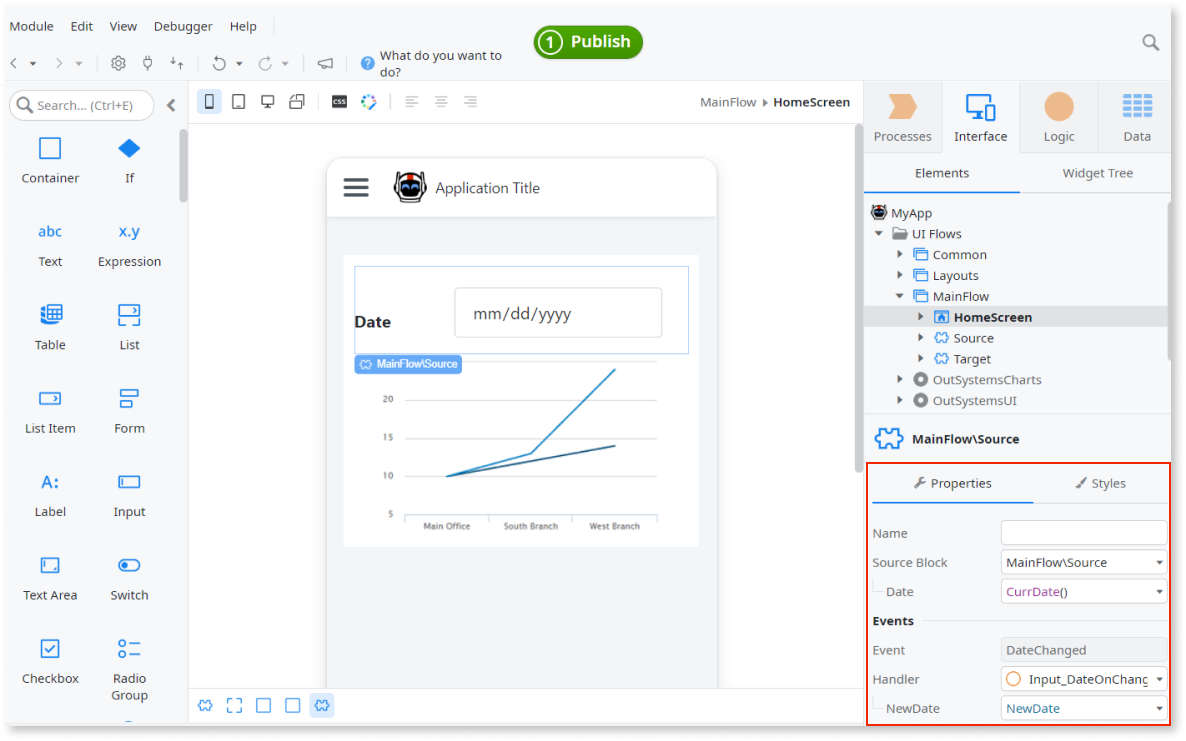 Module Edit View Debugger Help
1 Publish
What do you want to
do?
Search... (Ctrl+E)
CSS
MainFlow HomeScreen
Processes Interface Logic Data
Container If
abc x.y
Text Expression
Table List
List Item Form
A:
Label Input
Text Area Switch
Checkbox Radio
Group
Application Title
Date mm/dd/yyyy
MainFlow\Source
20
15
10
5
Main Office South Branch West Branch
Elements Widget Tree
MyApp
UI Flows
Common
Layouts
MainFlow
HomeScreen
Source
Target
OutSystemsCharts
OutSystemsUI
MainFlow\Source
Properties Styles
Name
Source Block MainFlow\Source
Date CurrDate()
Events
Event DateChanged
Handler Input_DateOnChang
NewDate NewDate